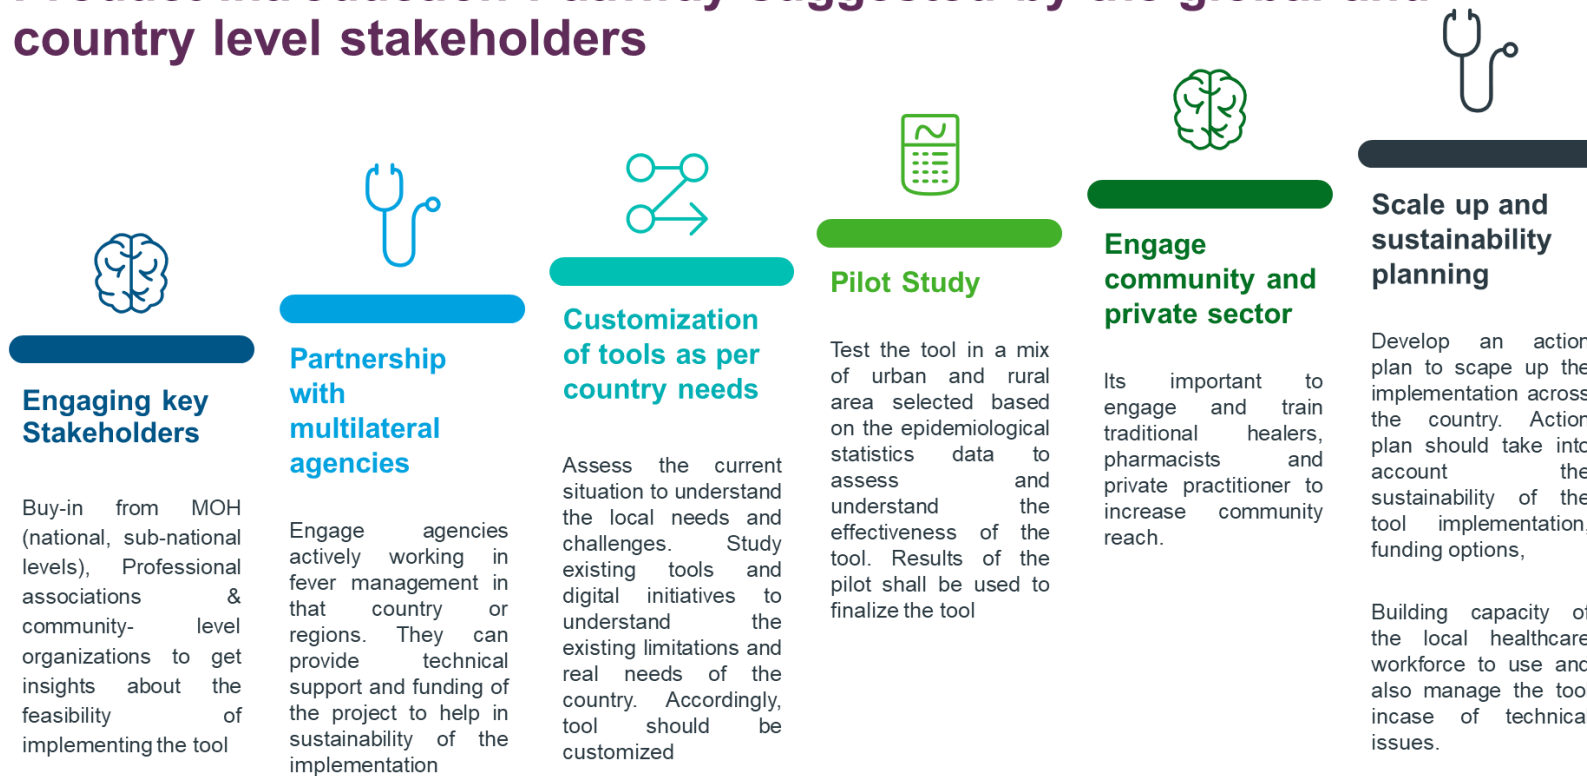 Product Introduction Pathway suggested by the global and
country level stakeholders
Engaging key
Stakeholders
Buy-in from MOH
(national, sub-national
levels), Professional
associations &
community- level
organizations to get
insights about the
feasibility of
implementing the tool
Partnership
with
multilateral
agencies
Engage agencies
actively working in
fever management in
that country or
regions. They can
provide technical
support and funding of
the project to help in
sustainability of the
implementation
Customization
of tools as per
country needs
Assess the current
situation to understand
the local needs and
challenges. Study
existing tools and
digital initiatives to
understand the
existing limitations and
real needs of the
country. Accordingly,
tool should be
customized
Pilot Study
Test the tool in a mix
of urban and rural
area selected based
on the epidemiological
statistics data to
assess and
understand the
effectiveness of the
tool. Results of the
pilot shall be used to
finalize the tool
Engage
community and
private sector
Its important to
engage and train
traditional healers,
pharmacists and
private practitioner to
increase community
reach.
Scale up and
sustainability
planning
Develop an action
plan to scape up the
implementation across
the country. Action
plan should take into
account the
sustainability of the
tool implementation,
funding options,
Building capacity of
the local healthcare
workforce to use and
also manage the tool
incase of technical
issues.